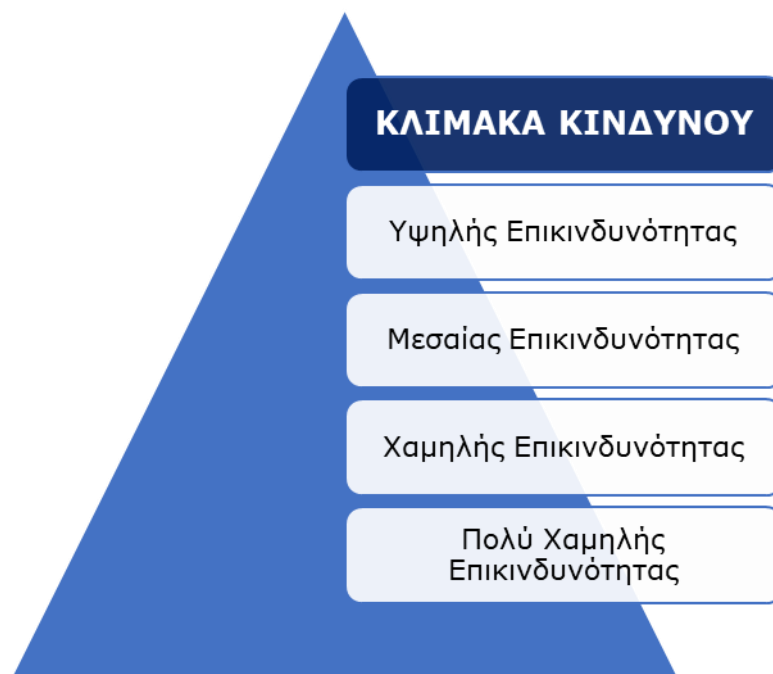 ΚΛΙΜΑΚΑ ΚΙΝΔΥΝΟΥ
Υψηλής Επικινδυνότητας
Μεσαίας Επικινδυνότητας
Χαμηλής Επικινδυνότητας
Πολύ Χαμηλής
Επικινδυνότητας